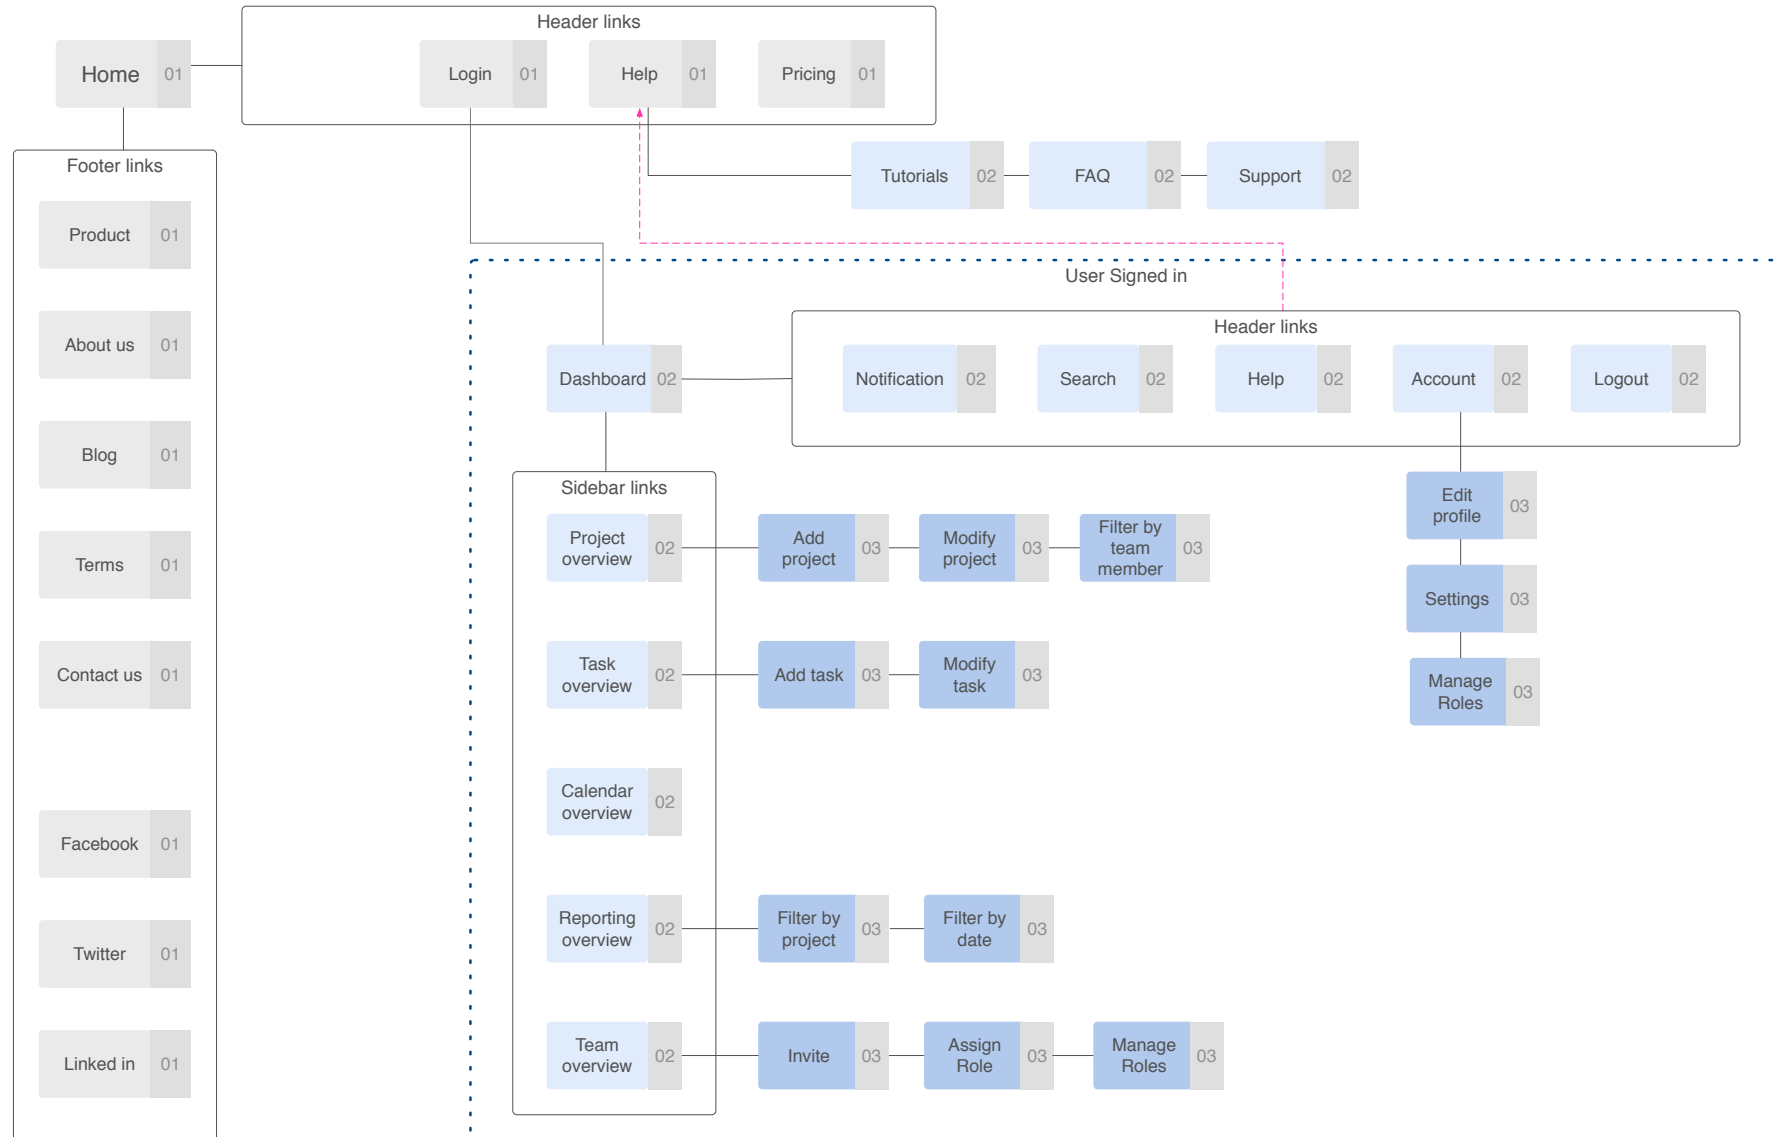 Header links
Home 01
Login 01
Help 01
Pricing 01
Footer links
Product 01
About us 01
Blog 01
Terms 01
Contact us 01
Facebook 01
Twitter 01
Linked in 01
Tutorials 02
FAQ 02
Support 02
User Signed in
Dashboard 02
Header links
Notification 02
Search 02
Help 02
Account 02
Logout 02
Edit
profile
03
Settings 03
Manage
Roles
03
Sidebar links
Project
overview
02
Add
project
03
Modify
project
03
Filter by
team
member
03
Task
overview
02
Add task 03
Modify
task
03
Calendar
overview
02
Reporting
overview
02
Filter by
project
03
Filter by
date
03
Team
overview
02
Invite 03
Assign
Role
03
Manage
Roles
03